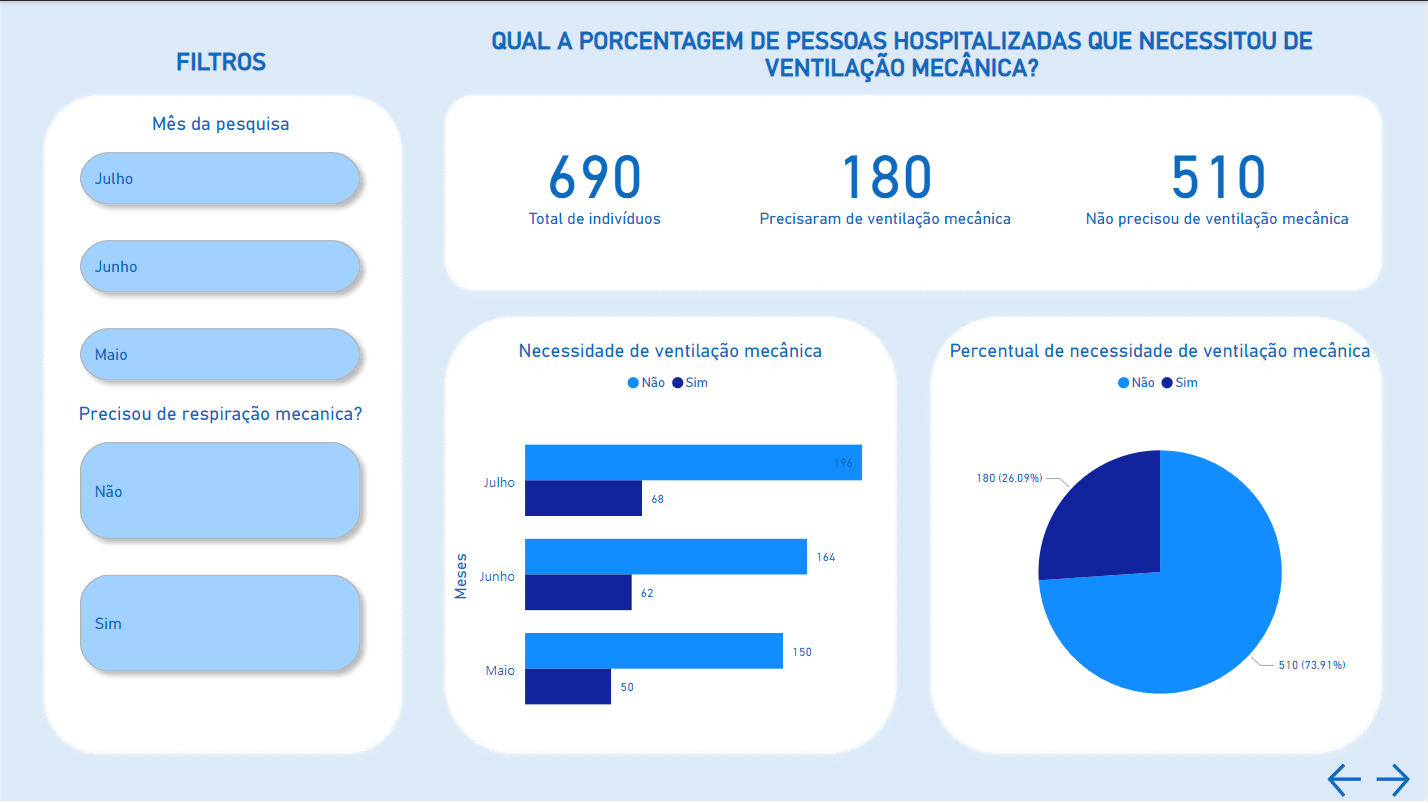 FILTROS
Mês da pesquisa
Julho
Junho
Maio
Precisou de respiração mecanica?
Não
Sim
QUAL A PORCENTAGEM DE PESSOAS HOSPITALIZADAS QUE NECESSITOU DE
VENTILAÇÃO MECÂNICA?
690
Total de indivíduos
180
Precisaram de ventilação mecânica
510
Não precisou de ventilação mecânica
Necessidade de ventilação mecânica
Não Sim
Meses
Julho
196
68
Junho
164
62
Maio
150
50
Percentual de necessidade de ventilação mecânica
Não Sim
180 (26.09%)
510 (73.91%)